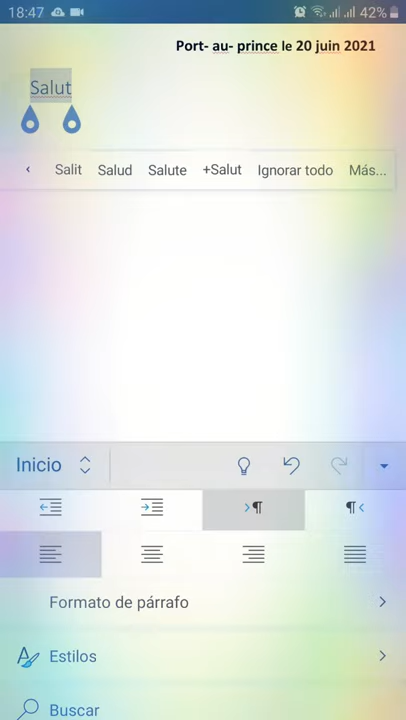 18:47 42%
Port- au- prince le 20 juin 2021
Salut
Salit Salud Salute +Salut Ignorar todo Más...
Inicio
Formato de párrafo
Estilos
Buscar